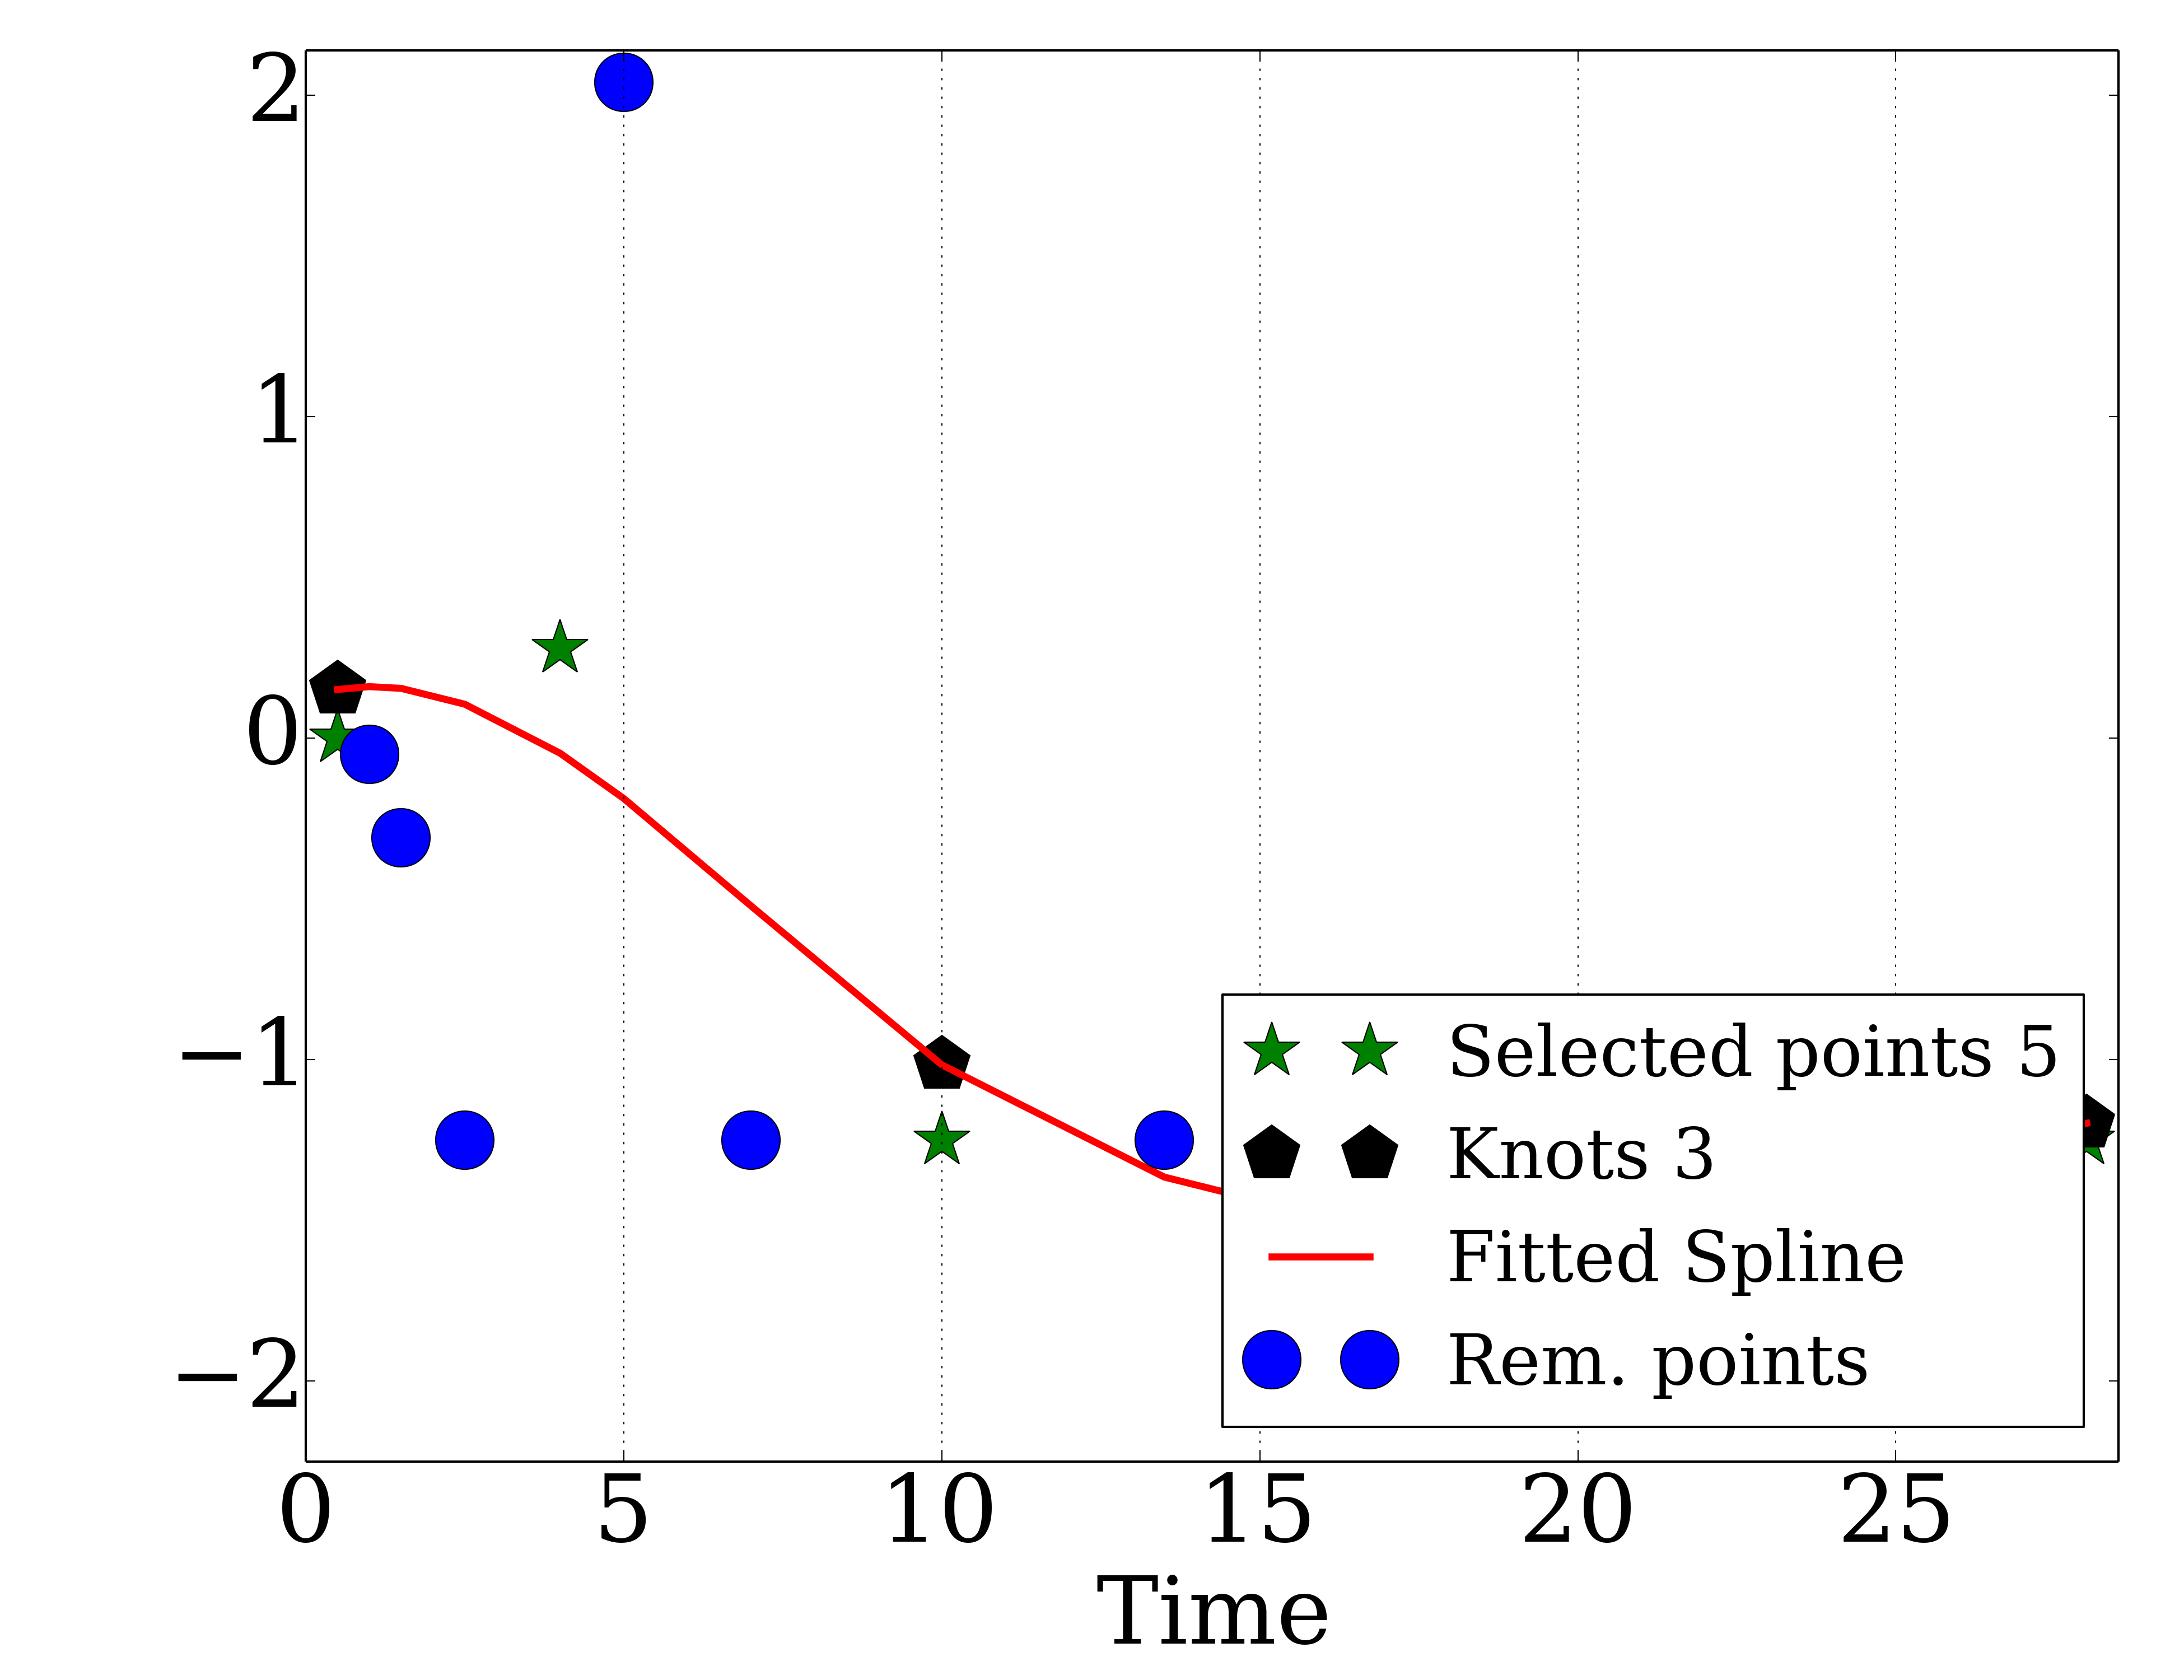 2
1
0
−1
−2
Selected points 5
Knots 3
Fitted Spline
Rem. points
0 5 10 15 20 25
Time